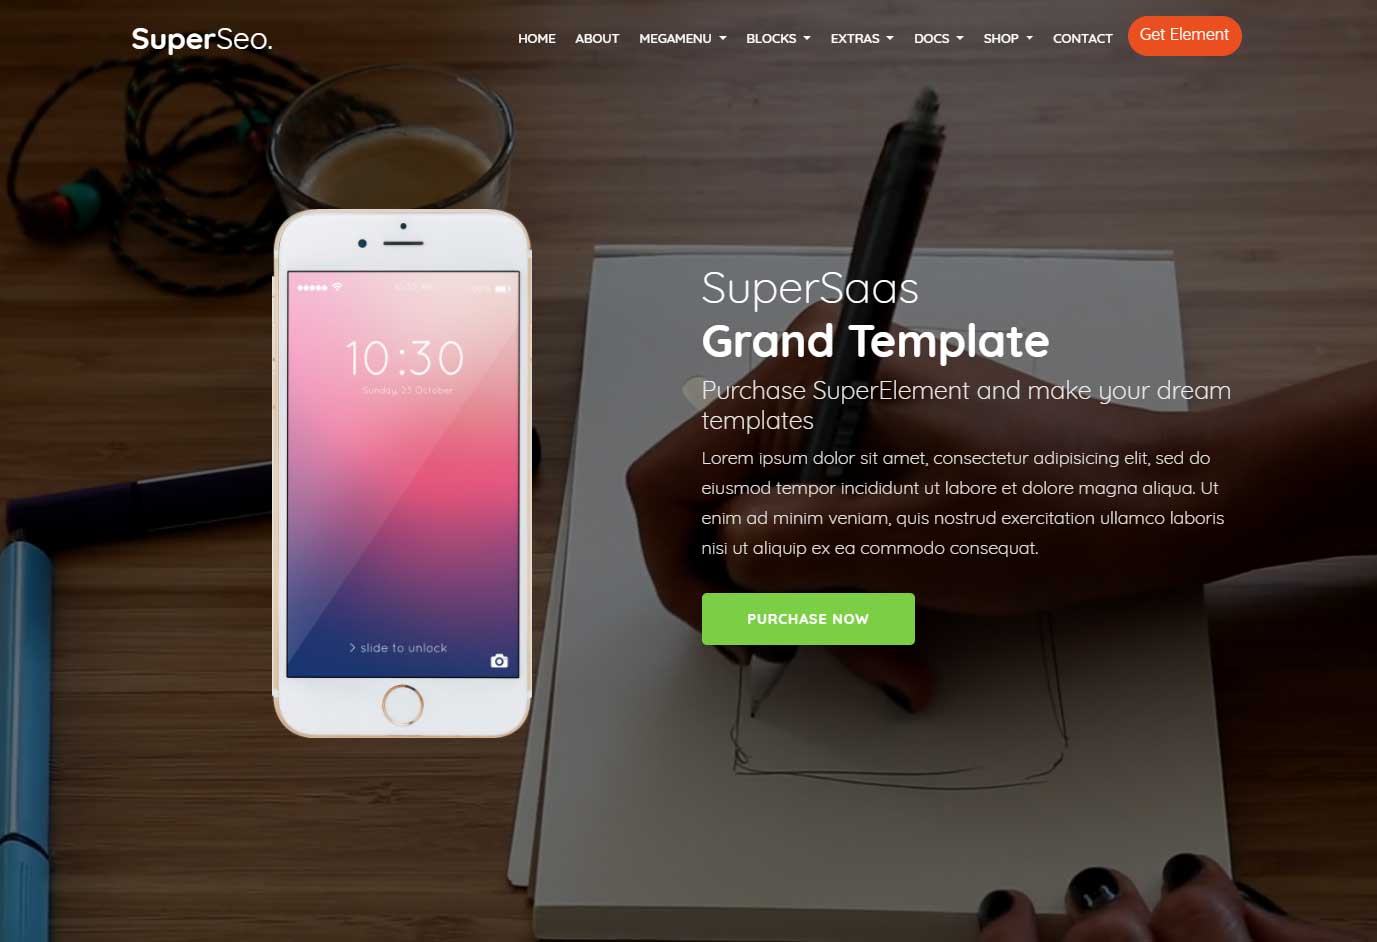 SuperSeo.
HOME ABOUT MEGAMENU BLOCKS EXTRAS DOCS SHOP CONTACT Get Element
10:30
Sunday, 23 October
slide to unlock
SuperSaas
Grand Template
Purchase SuperElement and make your dream
templates
Lorem ipsum dolor sit amet, consectetur adipisicing elit, sed do
eiusmod tempor incididunt ut labore et dolore magna aliqua. Ut
enim ad minim veniam, quis nostrud exercitation ullamco laboris
nisi ut aliquip ex ea commodo consequat.
PURCHASE NOW